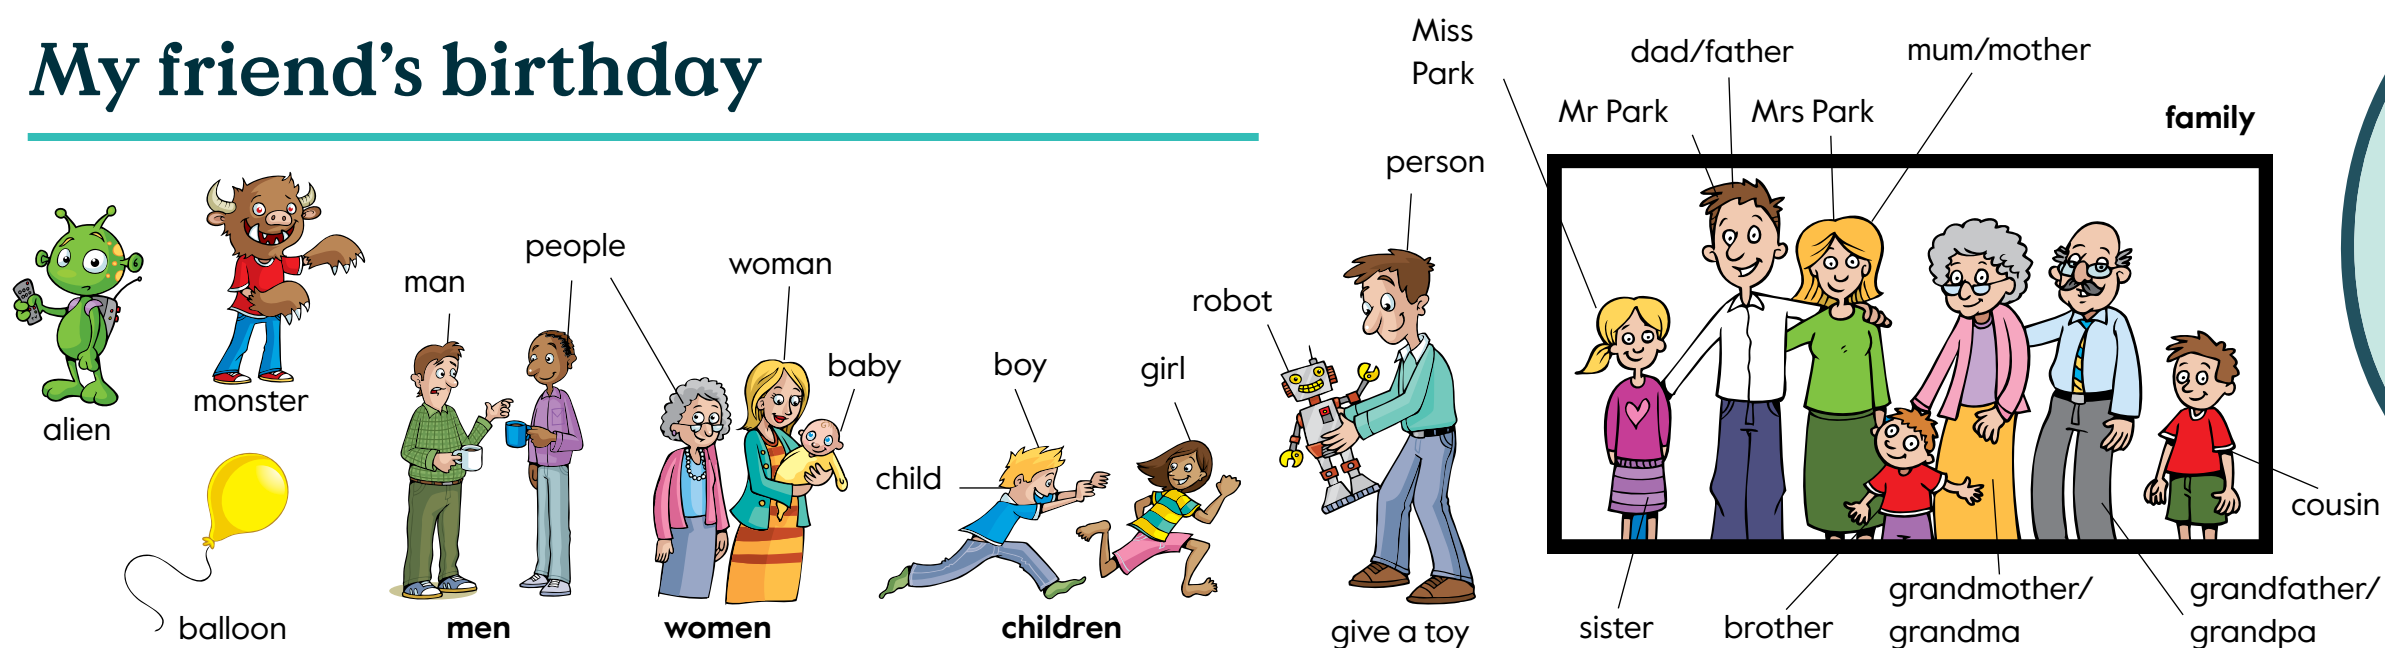 My friend's birthday
alien
monster
balloon
man
people
woman
baby
men
women
boy
girl
child
children
person
robot
give a toy
Miss
Park
dad/father
mum/mother
Mr Park
Mrs Park
family
cousin
sister
brother
grandmother/
grandma
grandfather/
grandpa